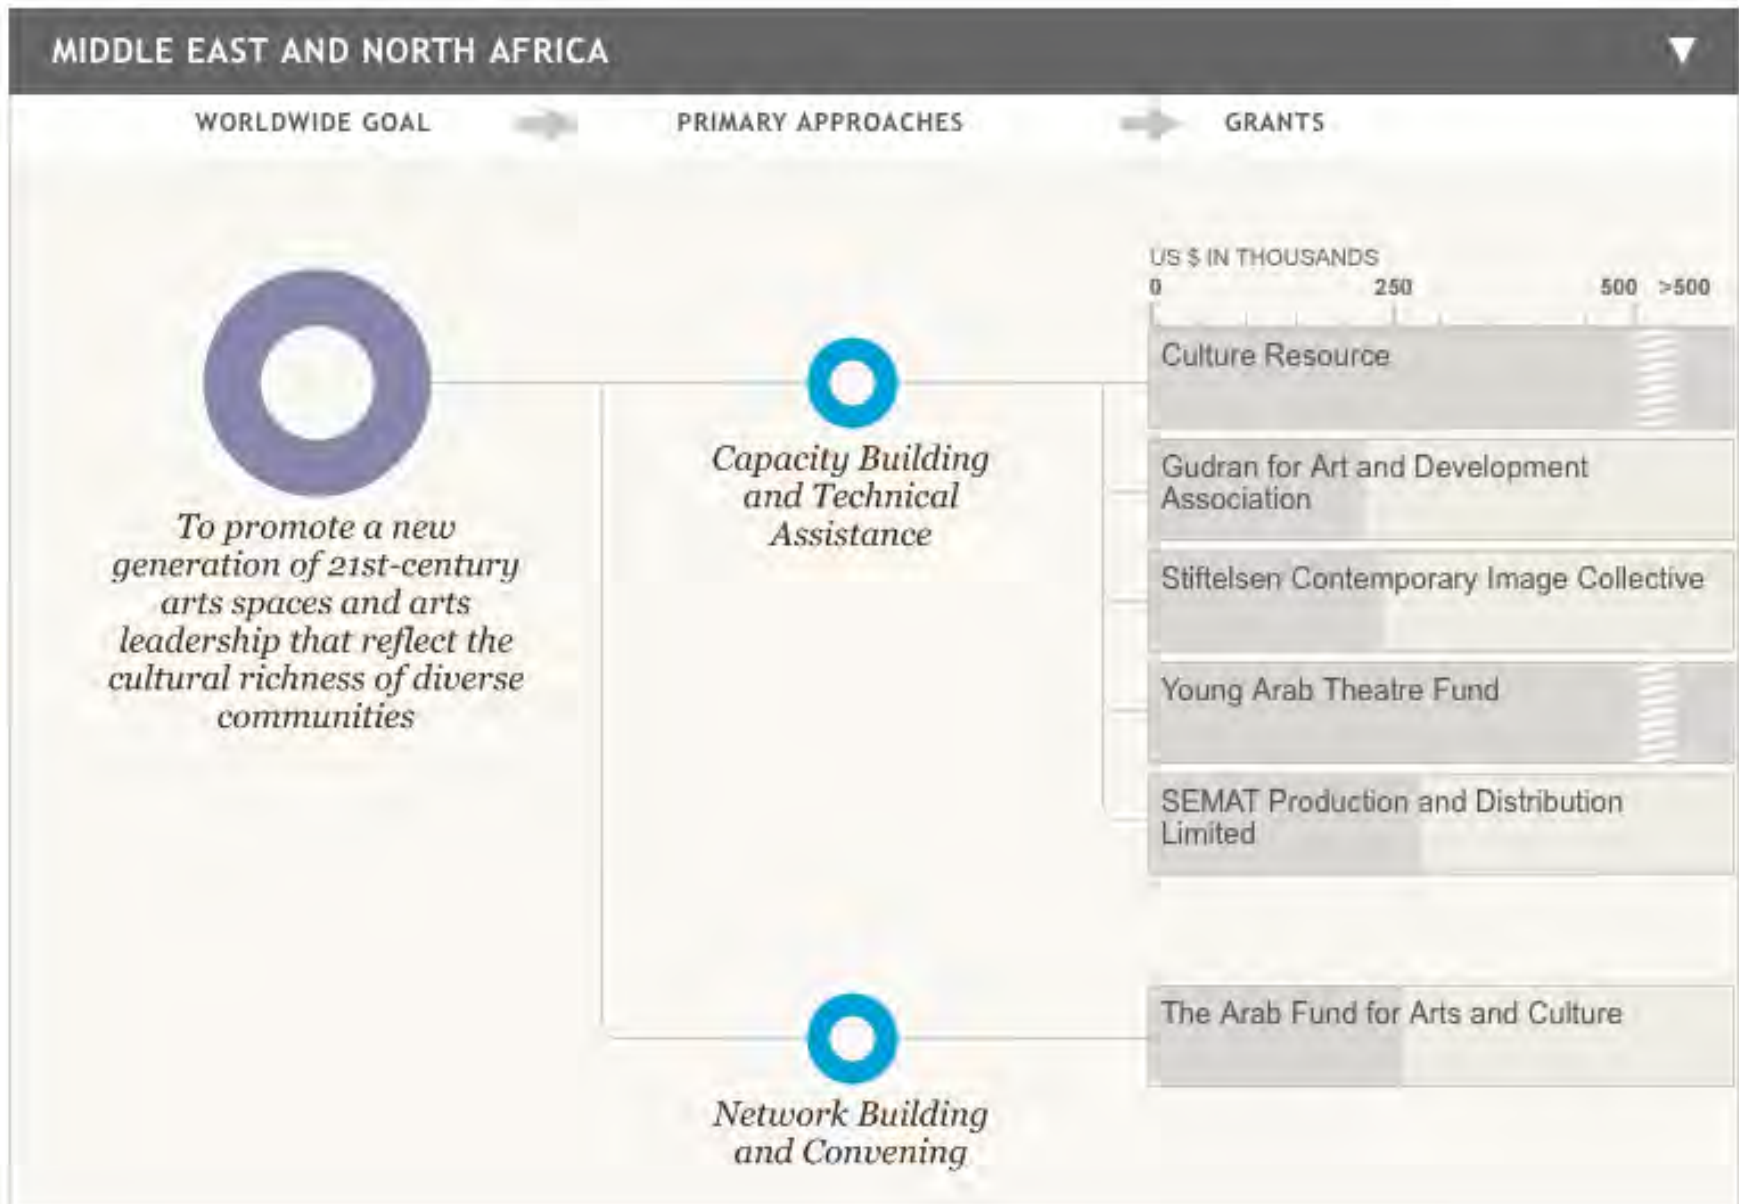 MIDDLE EAST AND NORTH AFRICA
WORLDWIDE GOAL
PRIMARY APPROACHES
GRANTS
To promote a new
generation of 21st-century
arts spaces and arts
leadership that reflect the
cultural richness of diverse
communities
Capacity Building
and Technical
Assistance
US $ IN THOUSANDS
0 250 500 >500
Culture Resource
Gudran for Art and Development
Association
Stiftelsen Contemporary Image Collective
Young Arab Theatre Fund
SEMAT Production and Distribution
Limited
Network Building
and Convening
The Arab Fund for Arts and Culture